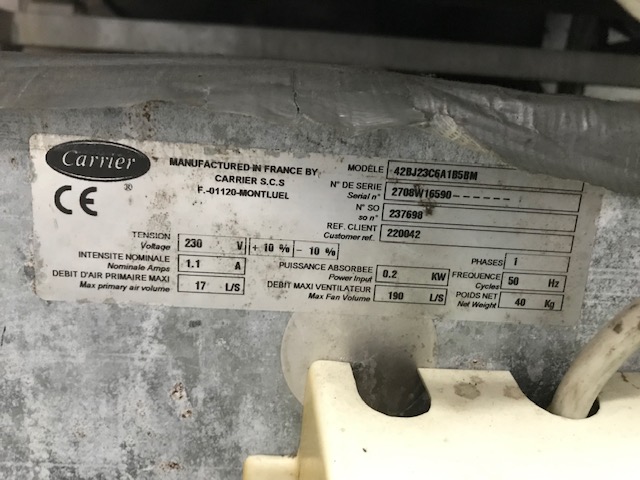 Carrier
®
CE
MANUFACTURED IN FRANCE BY
CARRIER S.C.S
F.-01120-MONTLUEL
MODELE 42BJ23C6A1B5BM
N° DE SERIE
Serial n° 2708W16590-------
N° SO
so n° 237698
REF. CLIENT
Customer ref. 220042
TENSION
Voltage 230 V + 10 % - 10 %
PHASES 1
INTENSITE NOMINALE
Nominale Amps 1.1 A
PUISSANCE ABSORBEE
Power Input 0.2 KW
FREQUENCE
Cycles 50 Hz
DEBIT D'AIR PRIMAIRE MAXI
Max primary air volume 17 L/S
DEBIT MAXI VENTILATEUR
Max Fan Volume 190 L/S
POIDS NET
Net Weight 40 Kg